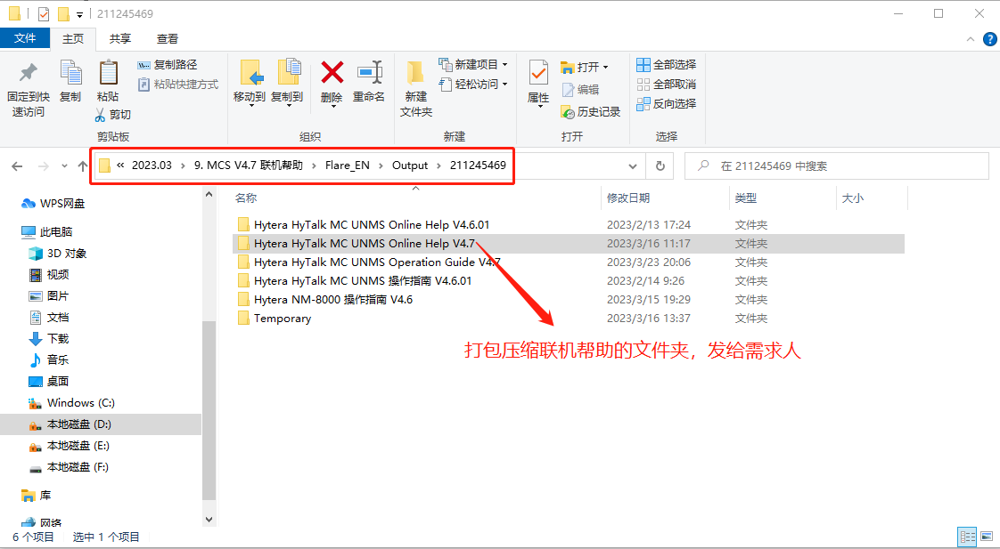 211245469
文件 主页 共享 查看
固定到快速访问 复制 粘贴 复制路径 粘贴快捷方式 剪切
移动到 复制到 删除 重命名
新建文件夹 新建项目 轻松访问
属性 打开 编辑 历史记录
全部选择 全部取消 反向选择
剪贴板 组织 新建 打开 选择
« 2023.03 › 9. MCS V4.7 联机帮助 › Flare_EN › Output › 211245469
在 211245469 中搜索
WPS网盘
此电脑
3D 对象
视频
图片
文档
下载
音乐
桌面
Windows (C:)
本地磁盘 (D:)
本地磁盘 (E:)
本地磁盘 (F:)
库
网络
名称 修改日期 类型 大小
Hytera HyTalk MC UNMS Online Help V4.6.01 2023/2/13 17:24 文件夹
Hytera HyTalk MC UNMS Online Help V4.7 2023/3/16 11:17 文件夹
Hytera HyTalk MC UNMS Operation Guide V4.7 2023/3/23 20:06 文件夹
Hytera HyTalk MC UNMS 操作指南 V4.6.01 2023/2/14 9:26 文件夹
Hytera NM-8000 操作指南 V4.6 2023/3/15 19:29 文件夹
Temporary 2023/3/16 13:37 文件夹
打包压缩联机帮助的文件夹，发给需求人
6 个项目 选中 1 个项目